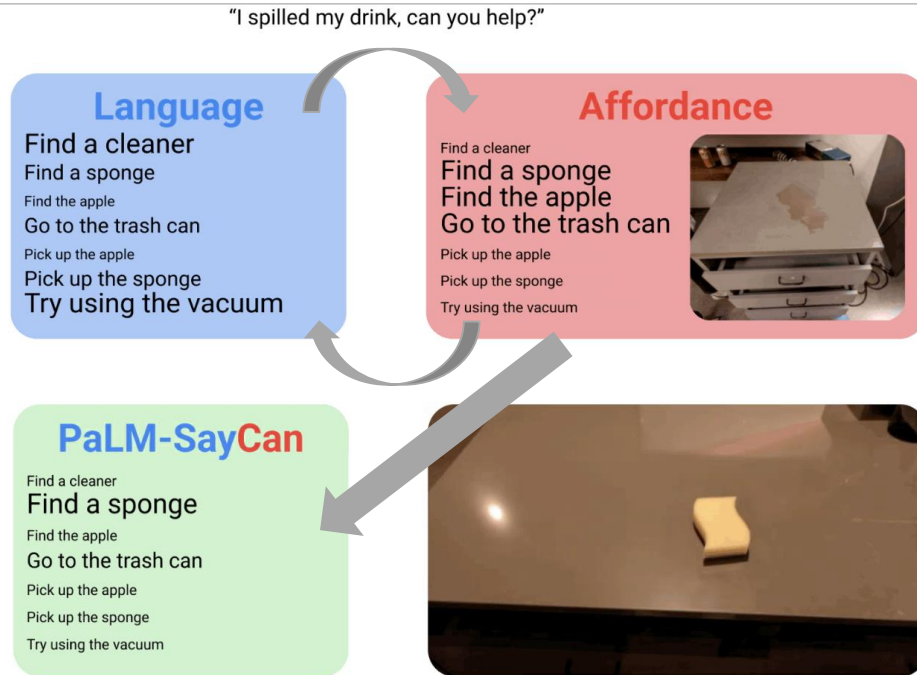 “I spilled my drink, can you help?”
Language
Find a cleaner
Find a sponge
Find the apple
Go to the trash can
Pick up the apple
Pick up the sponge
Try using the vacuum
Affordance
Find a cleaner
Find a sponge
Find the apple
Go to the trash can
Pick up the apple
Pick up the sponge
Try using the vacuum
PaLM-SayCan
Find a cleaner
Find a sponge
Find the apple
Go to the trash can
Pick up the apple
Pick up the sponge
Try using the vacuum